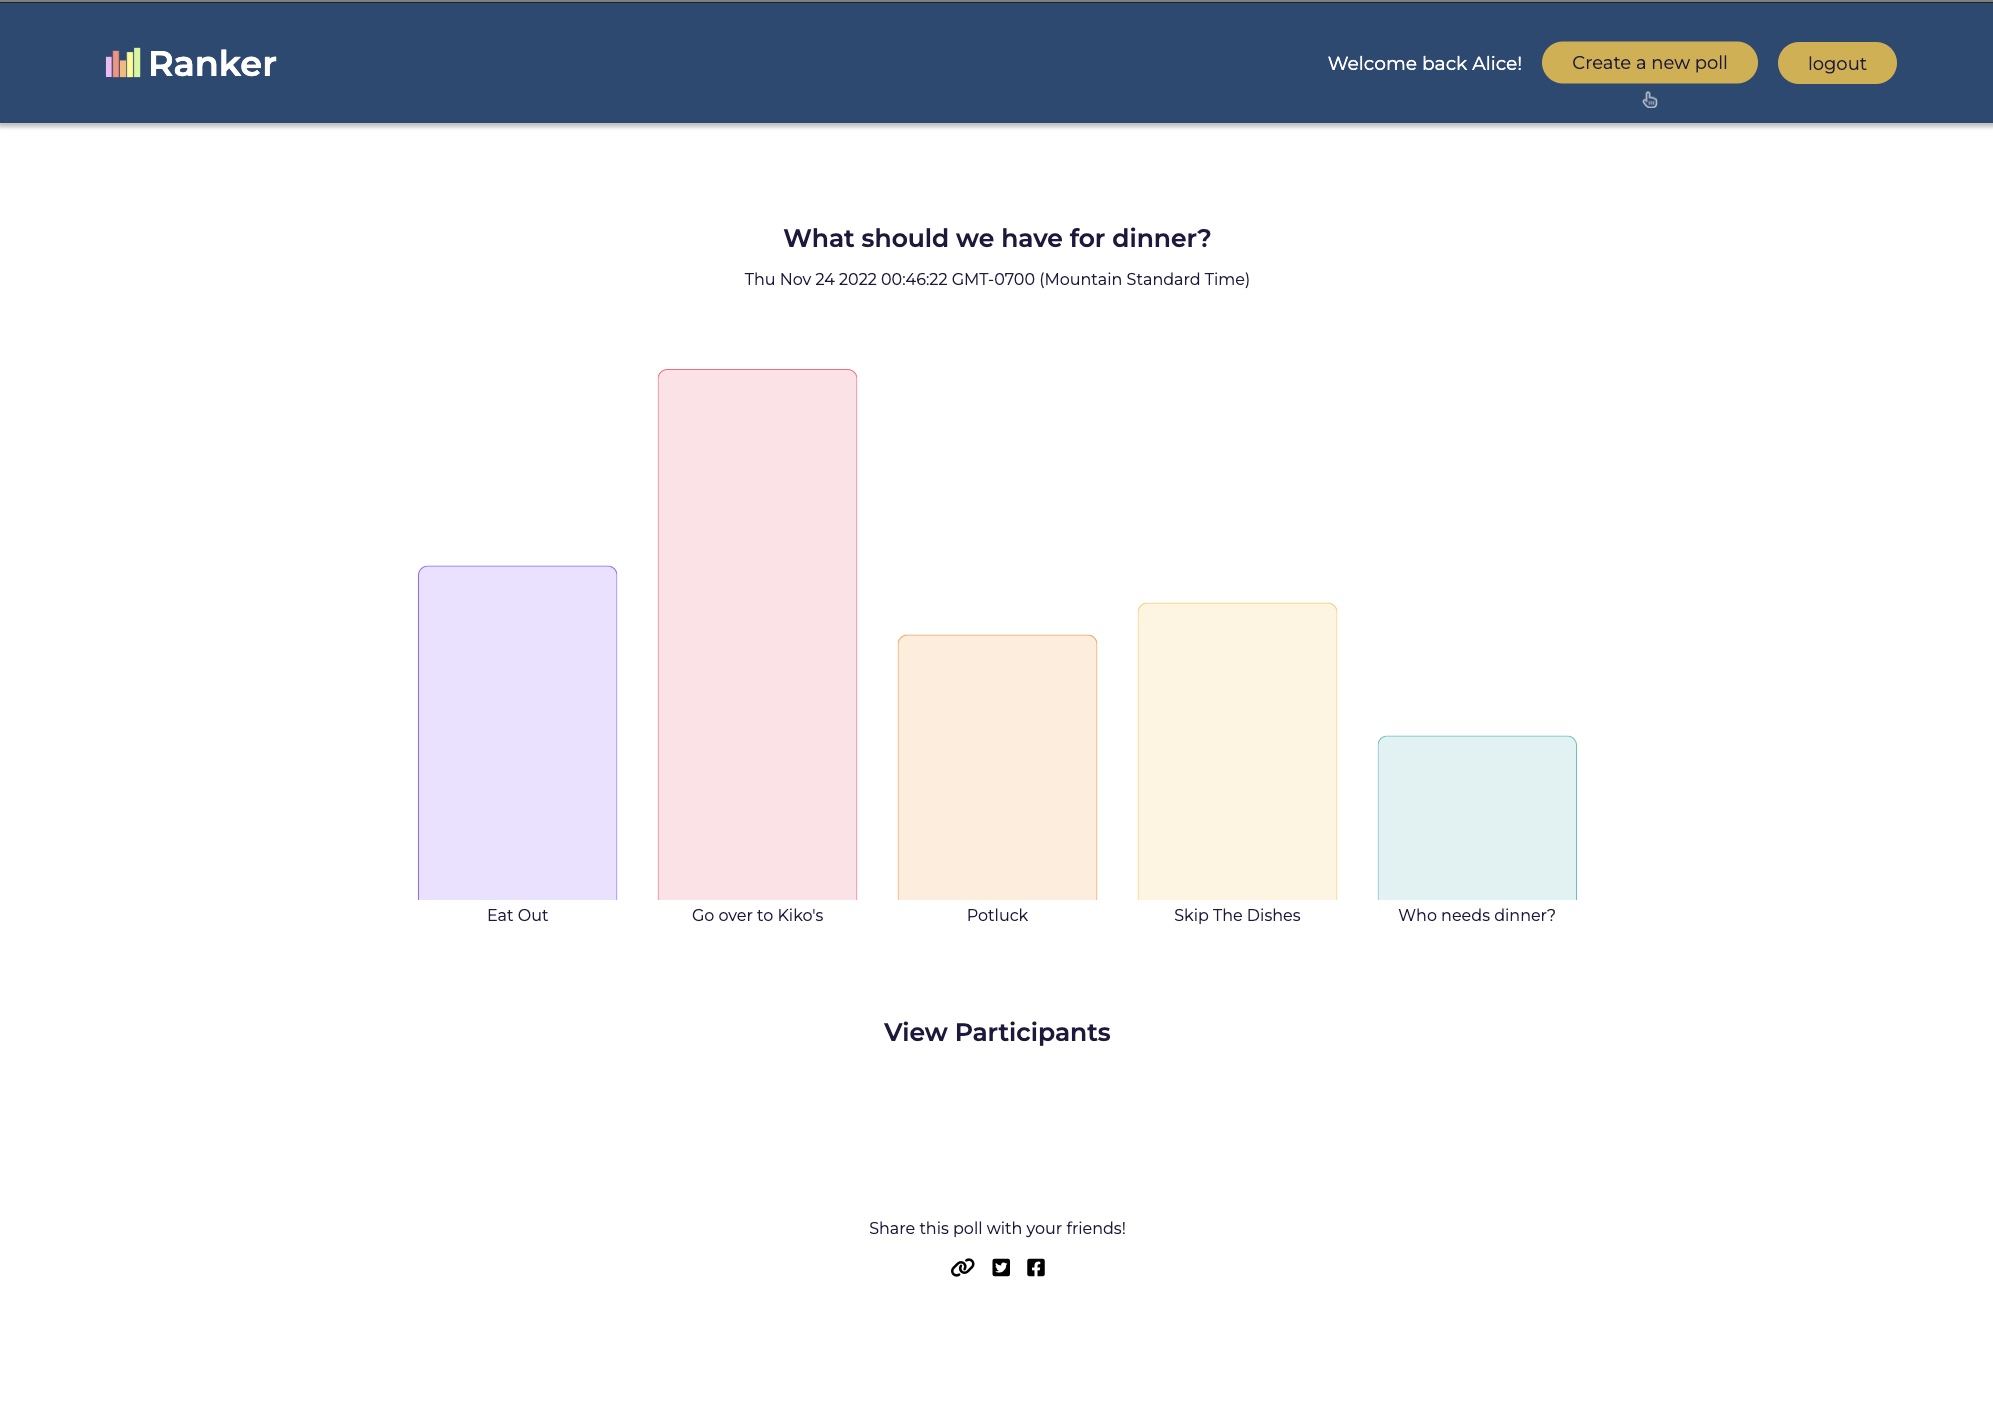 Ranker
Welcome back Alice!
Create a new poll
logout
What should we have for dinner?
Thu Nov 24 2022 00:46:22 GMT-0700 (Mountain Standard Time)
Eat Out
Go over to Kiko's
Potluck
Skip The Dishes
Who needs dinner?
View Participants
Share this poll with your friends!